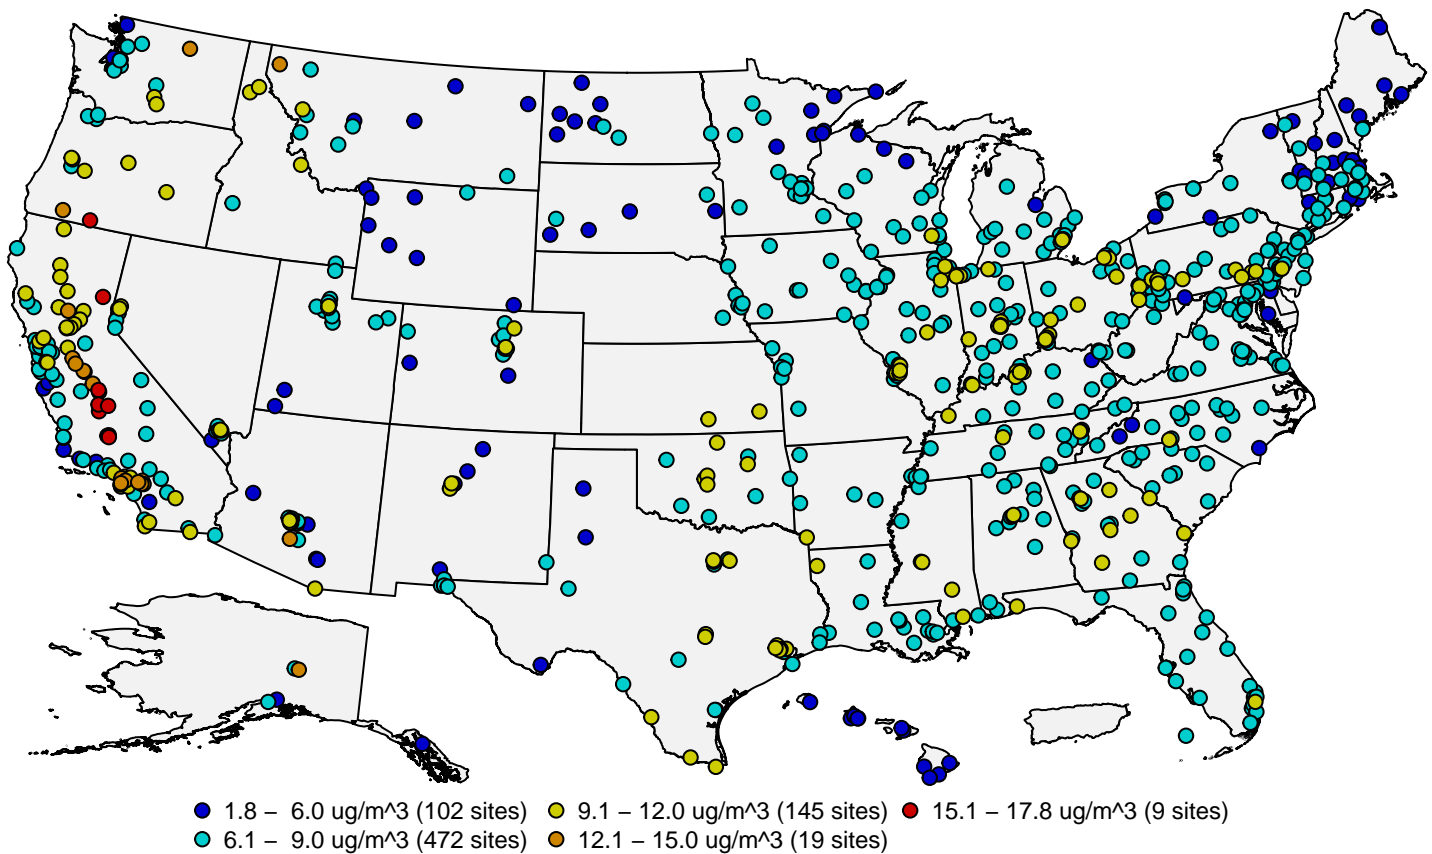 1.8 − 6.0 ug/m^3 (102 sites) 9.1 − 12.0 ug/m^3 (145 sites) 15.1 − 17.8 ug/m^3 (9 sites)
6.1 − 9.0 ug/m^3 (472 sites) 12.1 − 15.0 ug/m^3 (19 sites)